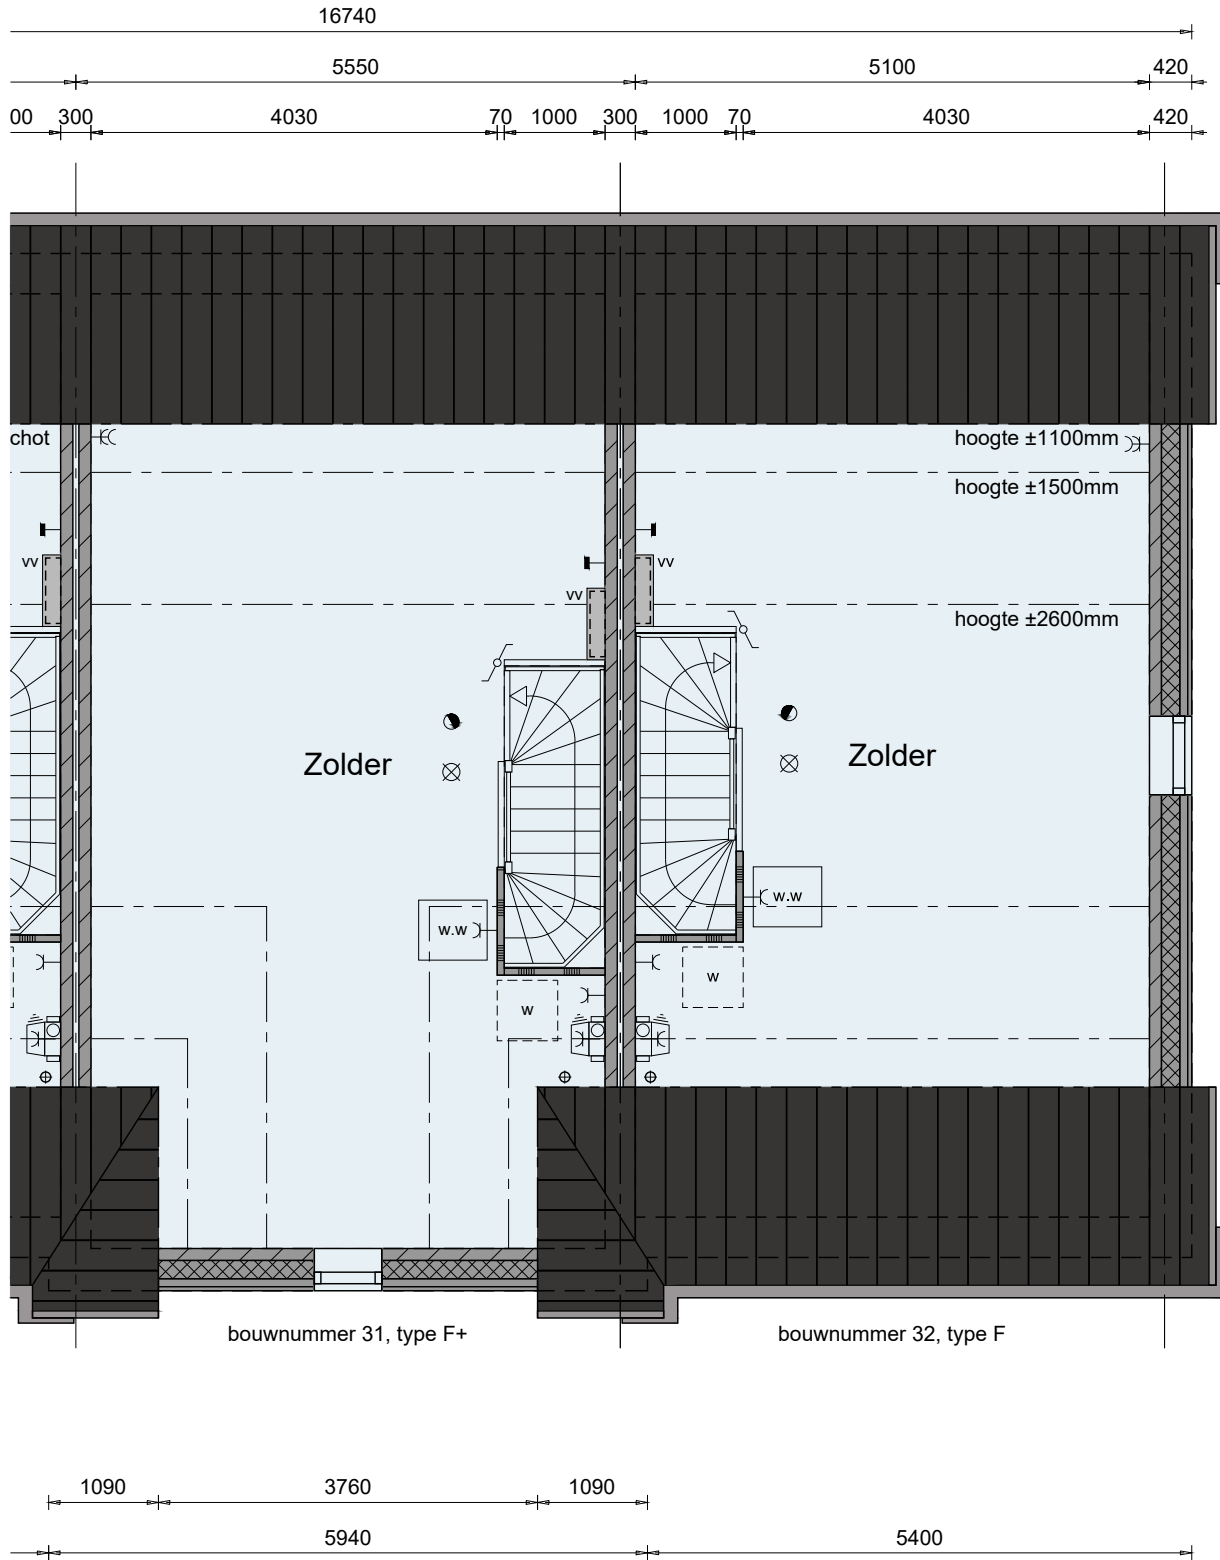 16740
5550 5100 420
00 300 4030 70 1000 300 1000 70 4030 420
chot hoogte ±1100mm
hoogte ±1500mm
vv vv
vv
hoogte ±2600mm
Zolder Zolder
w.w w.w
w w
bouwnummer 31, type F+ bouwnummer 32, type F
1090 3760 1090
5940 5400